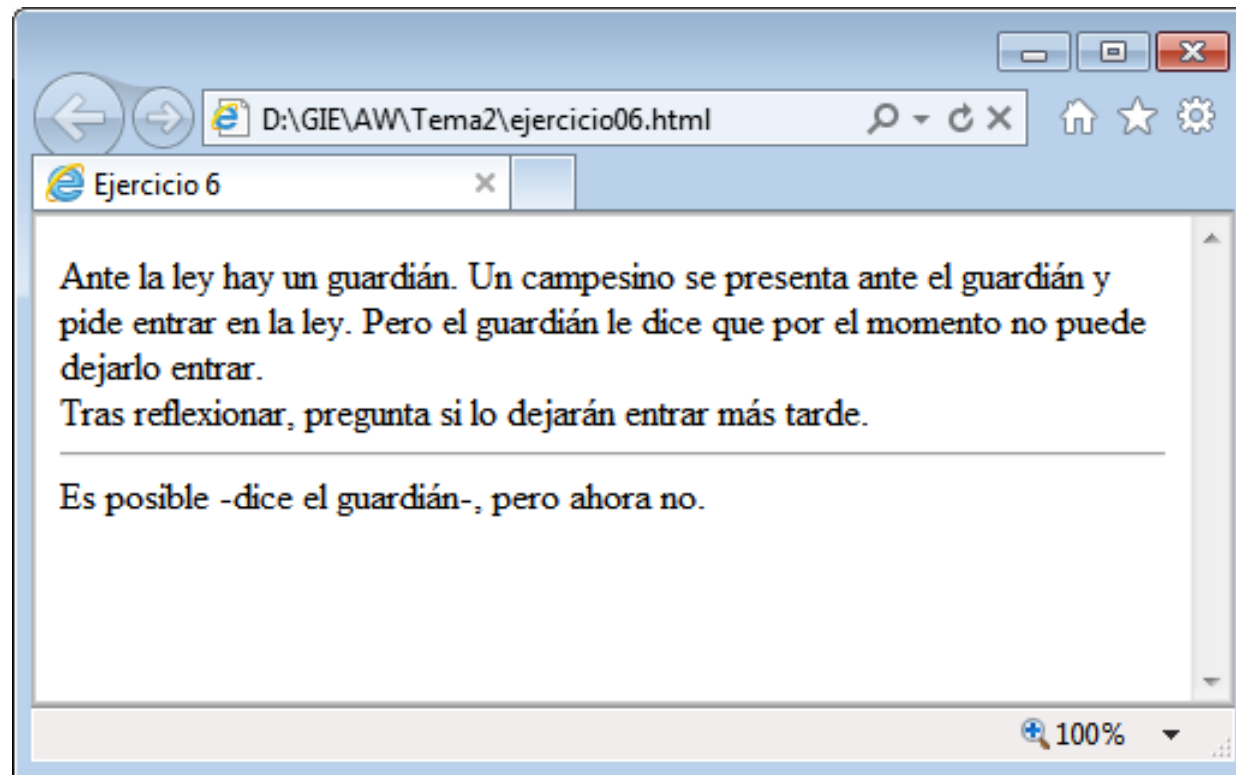 D:\GIE\AW\Tema2\ejercicio06.html
Ejercicio 6
Ante la ley hay un guardián. Un campesino se presenta ante el guardián y
pide entrar en la ley. Pero el guardián le dice que por el momento no puede
dejarlo entrar.
Tras reflexionar, pregunta si lo dejarán entrar más tarde.
Es posible -dice el guardián-, pero ahora no.
100%